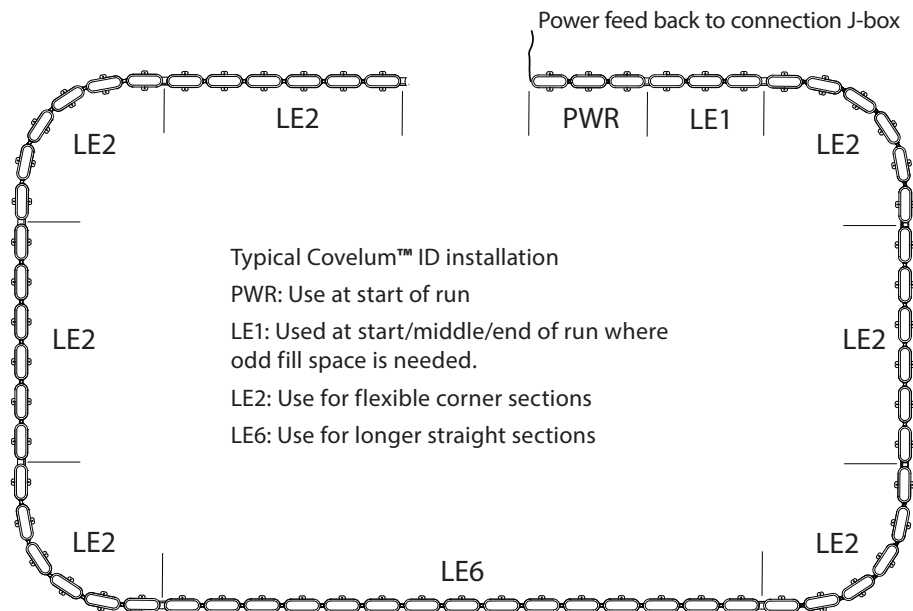 Power feed back to connection J-box
LE2
PWR
LE1
LE2
LE2
LE2
Typical Covelum™ ID installation
PWR: Use at start of run
LE1: Used at start/middle/end of run where
odd fill space is needed.
LE2: Use for flexible corner sections
LE6: Use for longer straight sections
LE2
LE2
LE2
LE6
LE2